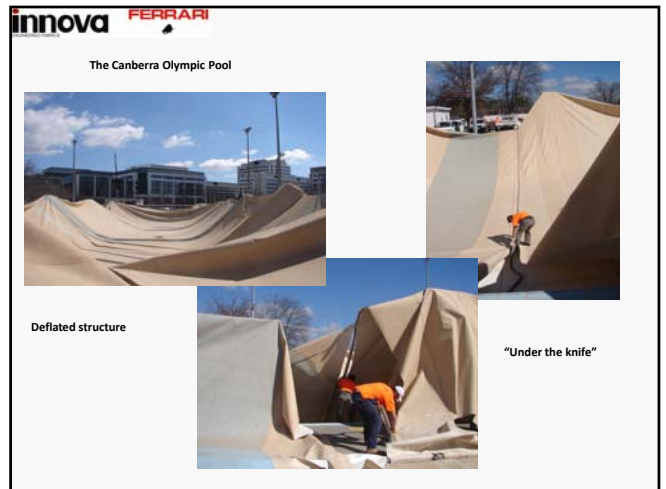 innova
FERRARI
The Canberra Olympic Pool
Deflated structure
“Under the knife”